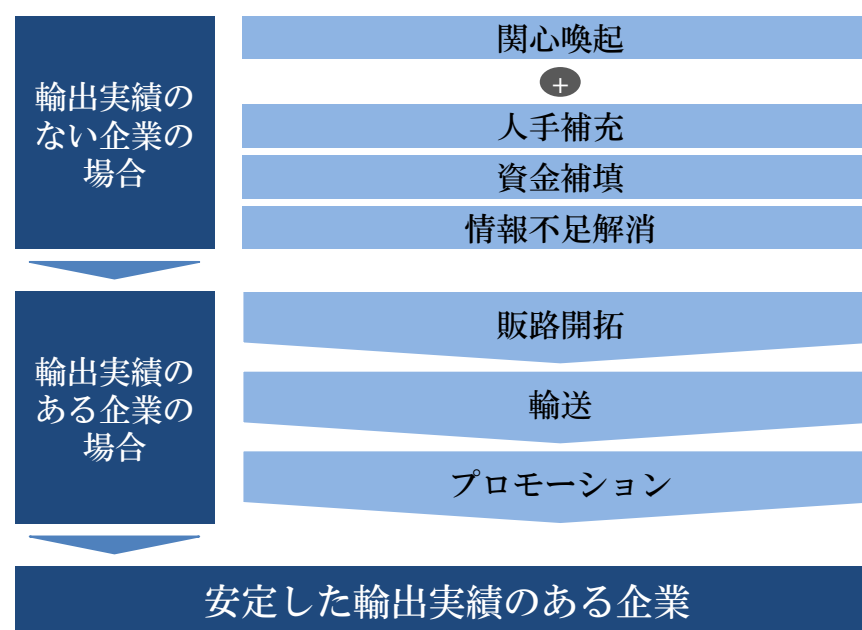 輸出実績の
ない企業の
場合
関心喚起
+
人手補充
資金補填
情報不足解消
輸出実績の
ある企業の
場合
販路開拓
輸送
プロモーション
安定した輸出実績のある企業